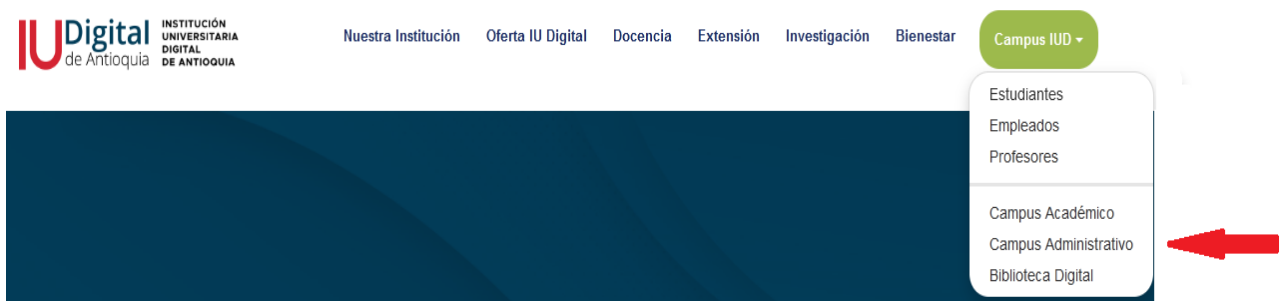 IUDigital
de Antioquia
INSTITUCIÓN
UNIVERSITARIA
DIGITAL
DE ANTIOQUIA
Nuestra Institución Oferta IU Digital Docencia Extensión Investigación Bienestar Campus IUD
Estudiantes
Empleados
Profesores
Campus Académico
Campus Administrativo
Biblioteca Digital